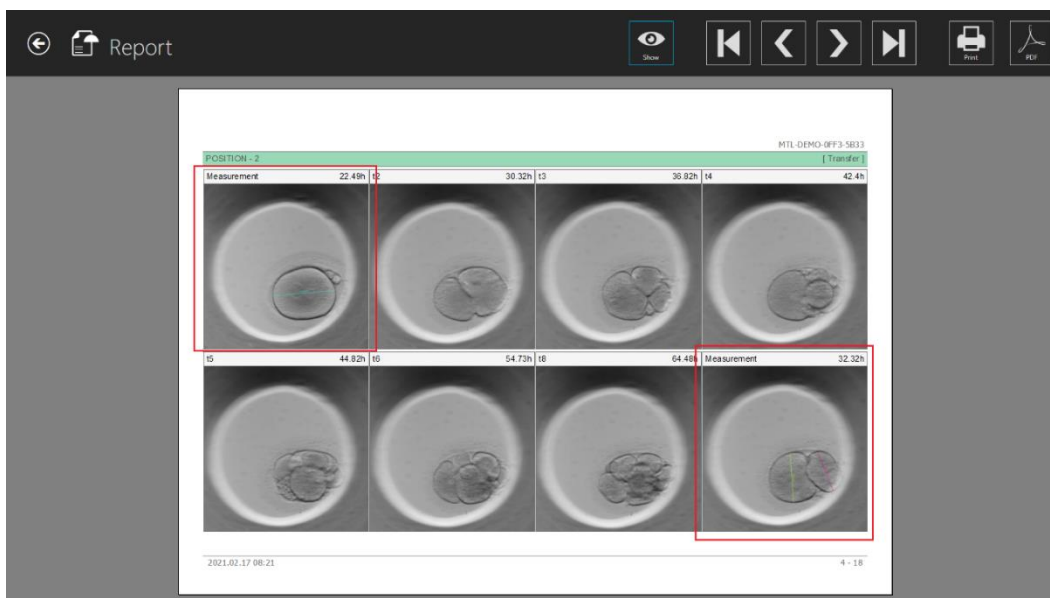 Report
Show
Print
PDF
MTL-DEMO-0FF3-5B33
POSITION - 2 [ Transfer ]
Measurement 22.49h t2 30.32h t3 36.82h t4 42.4h
t5 44.82h t6 54.73h t8 64.48h Measurement 32.32h
2021.02.17 08:21 4 - 18